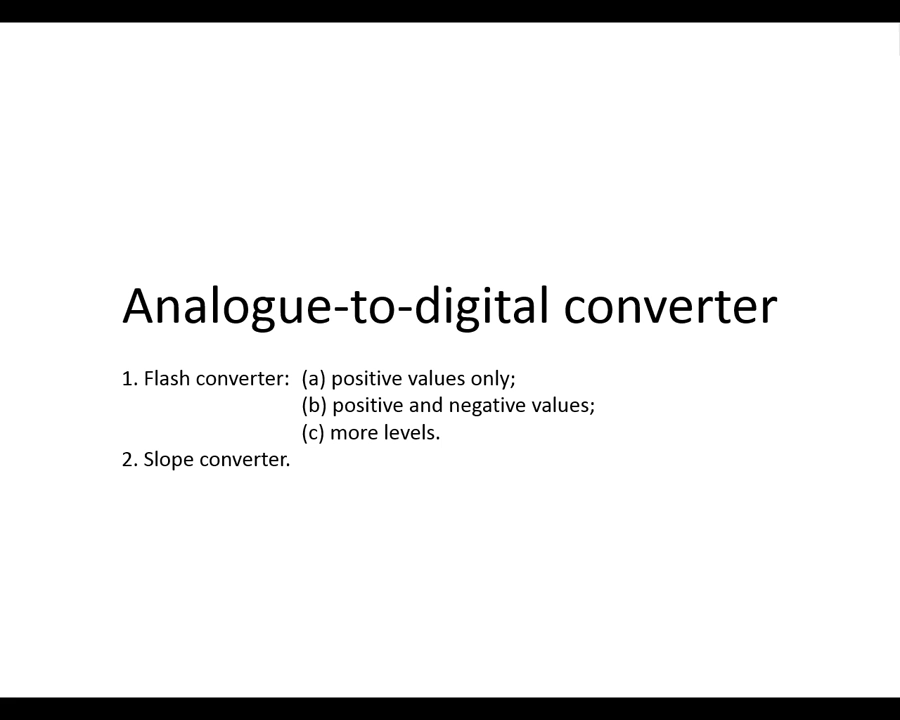 Analogue-to-digital converter
1. Flash converter: (a) positive values only;
(b) positive and negative values;
(c) more levels.
2. Slope converter.